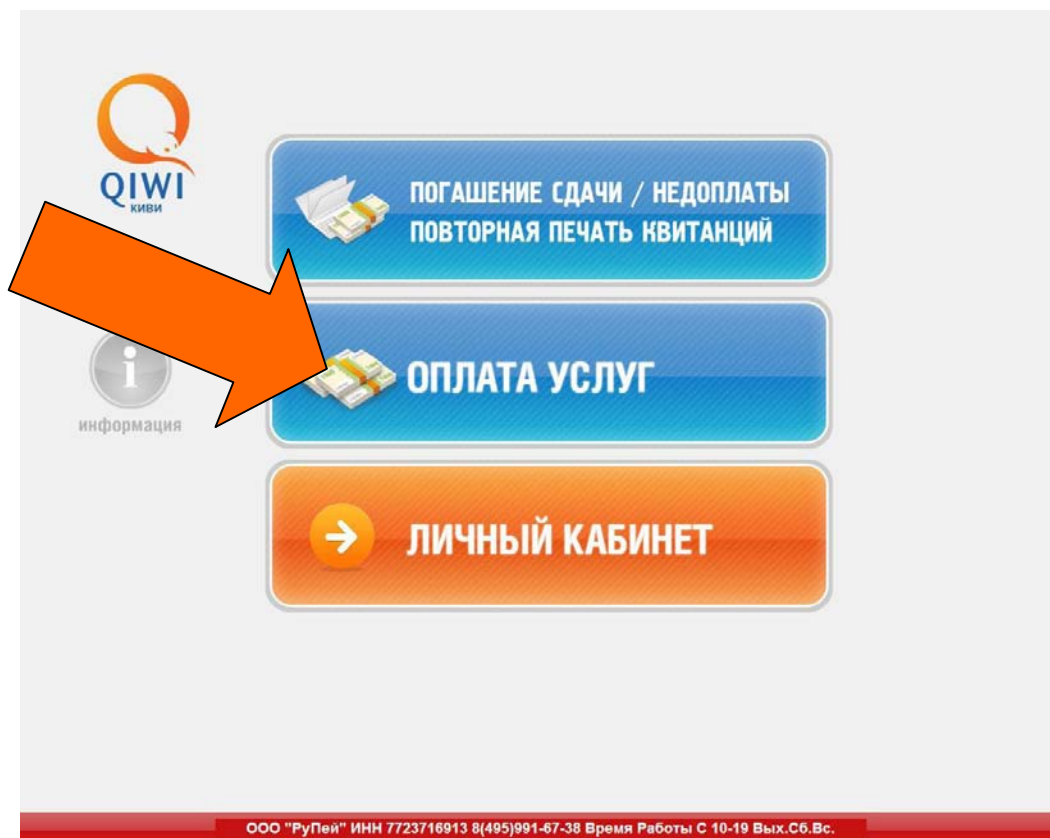 QIWI
КИВИ
ПОГАШЕНИЕ СДАЧИ / НЕДОПЛАТЫ
ПОВТОРНАЯ ПЕЧАТЬ КВИТАНЦИЙ
ОПЛАТА УСЛУГ
информация
ЛИЧНЫЙ КАБИНЕТ
ООО "РуПей" ИНН 7723716913 8(495)991-67-38 Время Работы С 10-19 Вых.Сб.Вс.